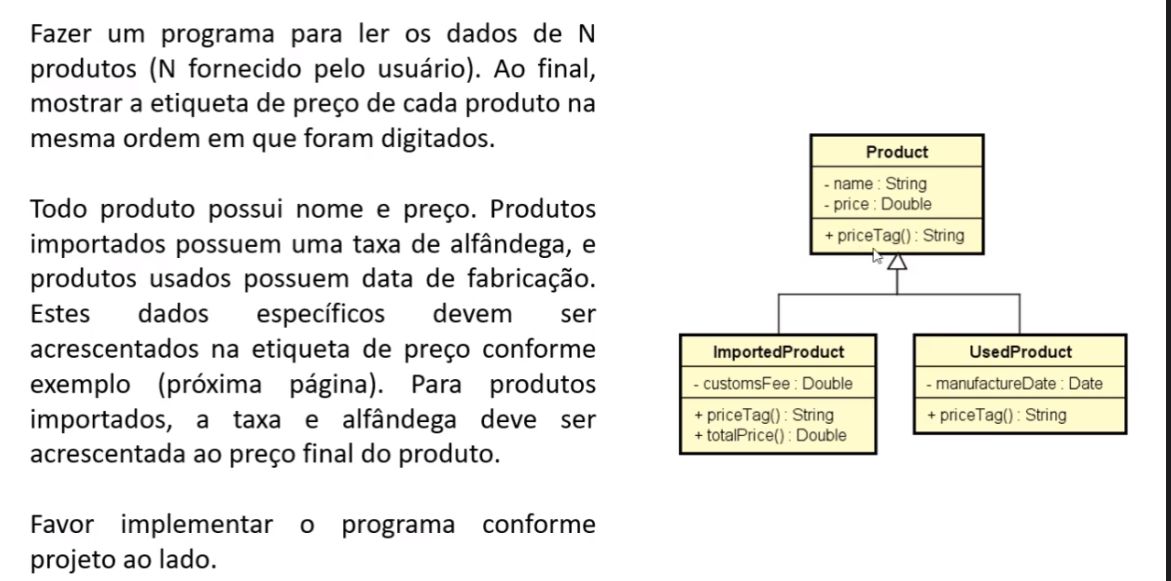 Fazer um programa para ler os dados de N
produtos (N fornecido pelo usuário). Ao final,
mostrar a etiqueta de preço de cada produto na
mesma ordem em que foram digitados.
Todo produto possui nome e preço. Produtos
importados possuem uma taxa de alfândega, e
produtos usados possuem data de fabricação.
Estes dados específicos devem ser
acrescentados na etiqueta de preço conforme
exemplo (próxima página). Para produtos
importados, a taxa e alfândega deve ser
acrescentada ao preço final do produto.
Favor implementar o programa conforme
projeto ao lado.
Product
- name : String
- price : Double
+ priceTag() : String
ImportedProduct
- customsFee : Double
+ priceTag() : String
+ totalPrice() : Double
UsedProduct
- manufactureDate : Date
+ priceTag() : String